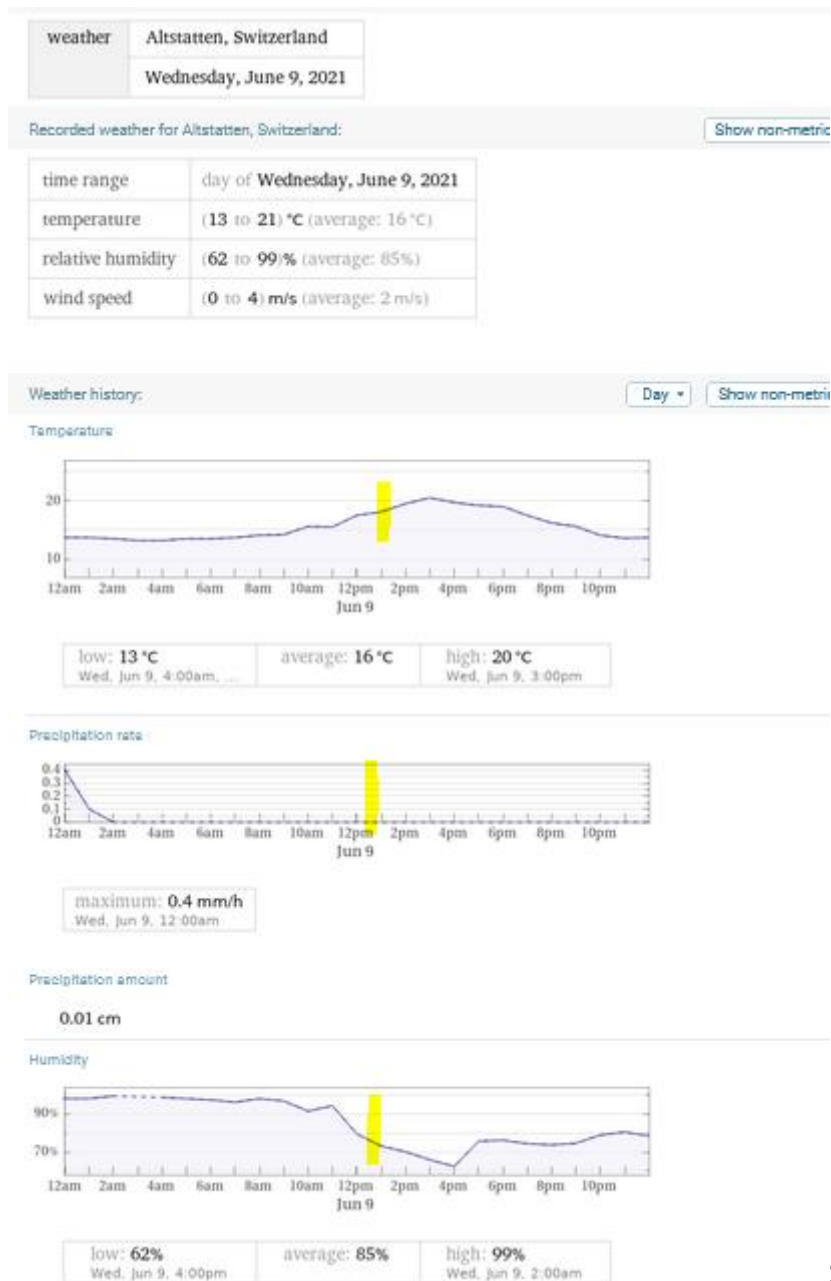 weather Altstatten, Switzerland
Wednesday, June 9, 2021
Recorded weather for Altstatten, Switzerland: Show non-metric
time range day of Wednesday, June 9, 2021
temperature (13 to 21) °C (average: 16 °C)
relative humidity (62 to 99)% (average: 85%)
wind speed (0 to 4) m/s (average: 2 m/s)
Weather history: Day Show non-metric
Temperature
20
10
12am 2am 4am 6am 8am 10am 12pm 2pm 4pm 6pm 8pm 10pm
Jun 9
low: 13 °C average: 16 °C high: 20 °C
Wed, Jun 9, 4:00am, ... Wed, Jun 9, 3:00pm
Precipitation rate
0.4
0.3
0.2
0.1
0
12am 2am 4am 6am 8am 10am 12pm 2pm 4pm 6pm 8pm 10pm
Jun 9
maximum: 0.4 mm/h
Wed, Jun 9, 12:00am
Precipitation amount
0.01 cm
Humidity
90%
70%
12am 2am 4am 6am 8am 10am 12pm 2pm 4pm 6pm 8pm 10pm
Jun 9
low: 62% average: 85% high: 99%
Wed, Jun 9, 4:00pm Wed, Jun 9, 2:00am